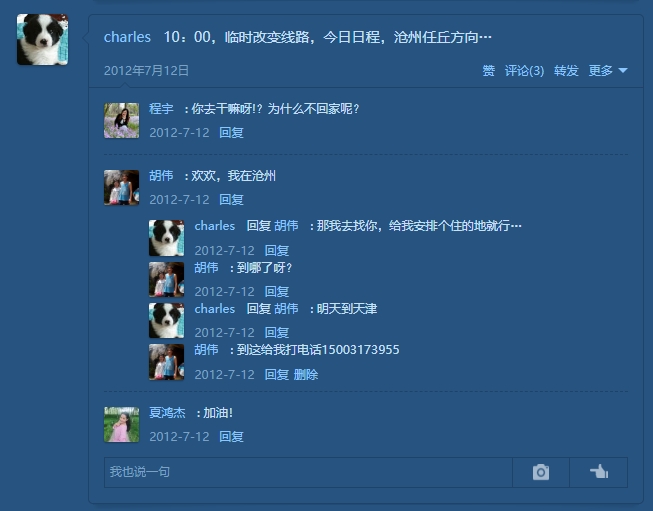 charles 10：00，临时改变线路，今日日程，沧州任丘方向…
2012年7月12日 赞 评论(3) 转发 更多
程宇 : 你去干嘛呀!？为什么不回家呢？
2012-7-12 回复
胡伟 : 欢欢，我在沧州
2012-7-12 回复
charles 回复 胡伟 : 那我去找你，给我安排个住的地就行…
2012-7-12 回复
胡伟 : 到哪了呀？
2012-7-12 回复
charles 回复 胡伟 : 明天到天津
2012-7-12 回复
胡伟 : 到这给我打电话15003173955
2012-7-12 回复 删除
夏鸿杰 : 加油!
2012-7-12 回复
我也说一句